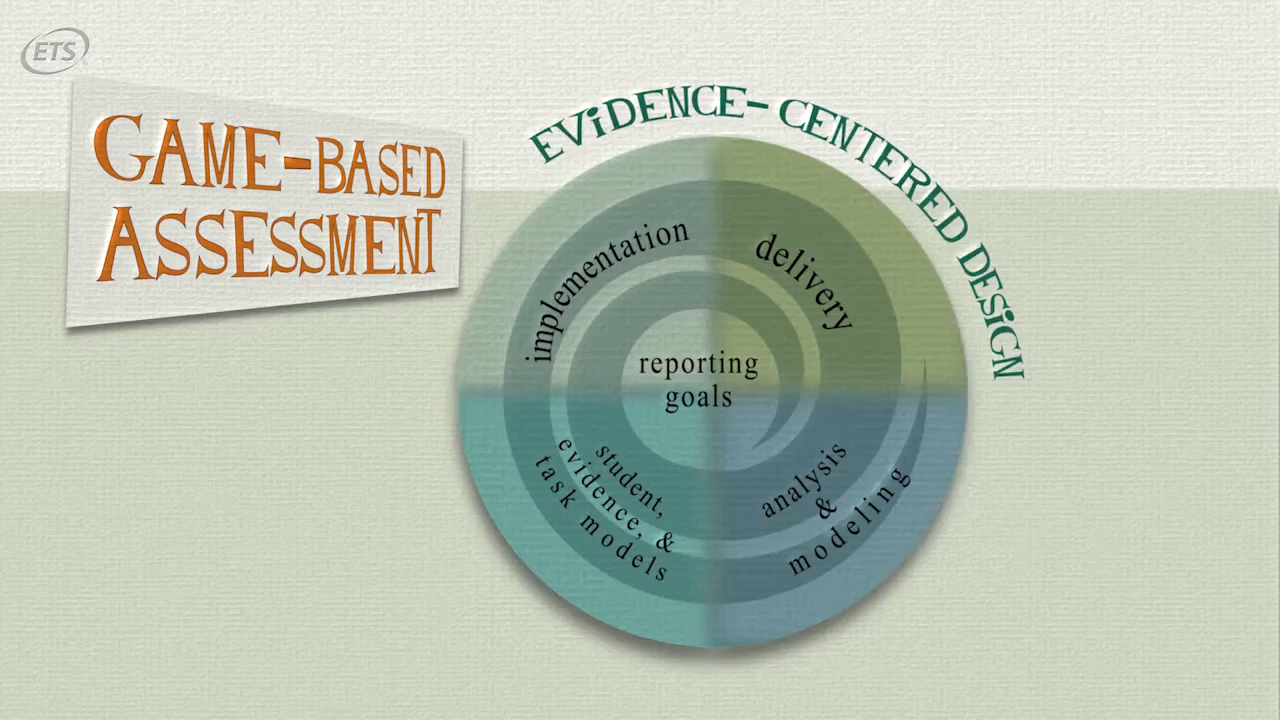 ETS
GAME-BASED
ASSESSMENT
EViDENCE-CENTERED DESiGN
implementation
delivery
reporting
goals
student,
evidence, &
task models
analysis
&
modeling